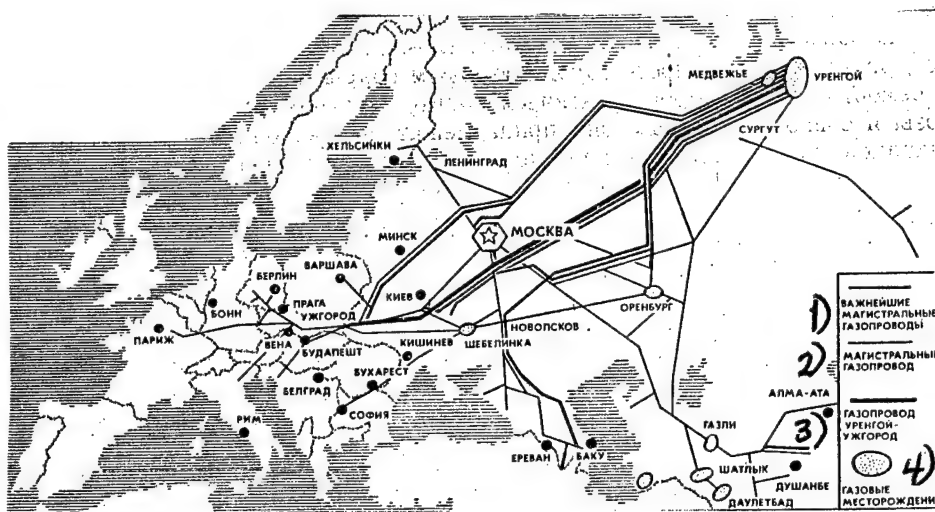 МЕДВЕЖЬЕ
УРЕНГОЙ
СУРГУТ
ХЕЛЬСИНКИ
ЛЕНИНГРАД
МОСКВА
МИНСК
ВАРШАВА
БЕРЛИН
КИЕВ
ПРАГА
УЖГОРОД
БОНН
ОРЕНБУРГ
ПАРИЖ
ВЕНА
БУДАПЕШТ
КИШИНЕВ
НОВОПСКОВ
ШЕБЕЛИНКА
БЕЛГРАД
БУХАРЕСТ
СОФИЯ
РИМ
ЕРЕВАН
БАКУ
ГАЗЛИ
ШАТЛЫК
ДАУЛЕТБАД
АЛМА-АТА
ДУШАНБЕ
1)
ВАЖНЕЙШИЕ
МАГИСТРАЛЬНЫЕ
ГАЗОПРОВОДЫ
2)
МАГИСТРАЛЬНЫЕ
ГАЗОПРОВОД
3)
ГАЗОПРОВОД
УРЕНГОЙ-
УЖГОРОД
4)
ГАЗОВЫЕ
МЕСТОРОЖДЕНИ